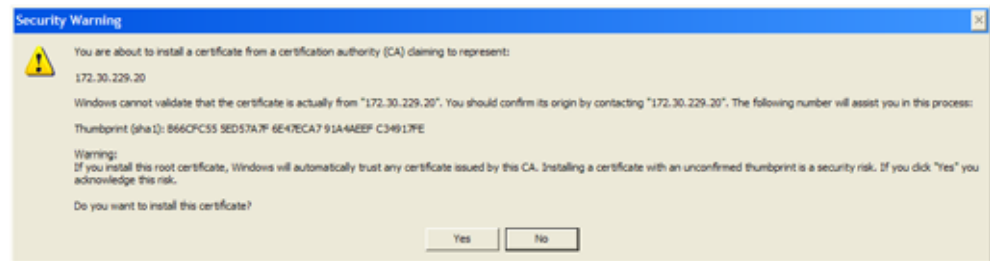 Security Warning
You are about to install a certificate from a certification authority (CA) claiming to represent:
172.30.229.20
Windows cannot validate that the certificate is actually from "172.30.229.20". You should confirm its origin by contacting "172.30.229.20". The following number will assist you in this process:
Thumbprint (sha1): B66CFC55 5ED57A7F 6E47ECA7 91A4AEEF C34917FE
Warning:
If you install this root certificate, Windows will automatically trust any certificate issued by this CA. Installing a certificate with an unconfirmed thumbprint is a security risk. If you click "Yes" you
acknowledge this risk.
Do you want to install this certificate?
Yes No